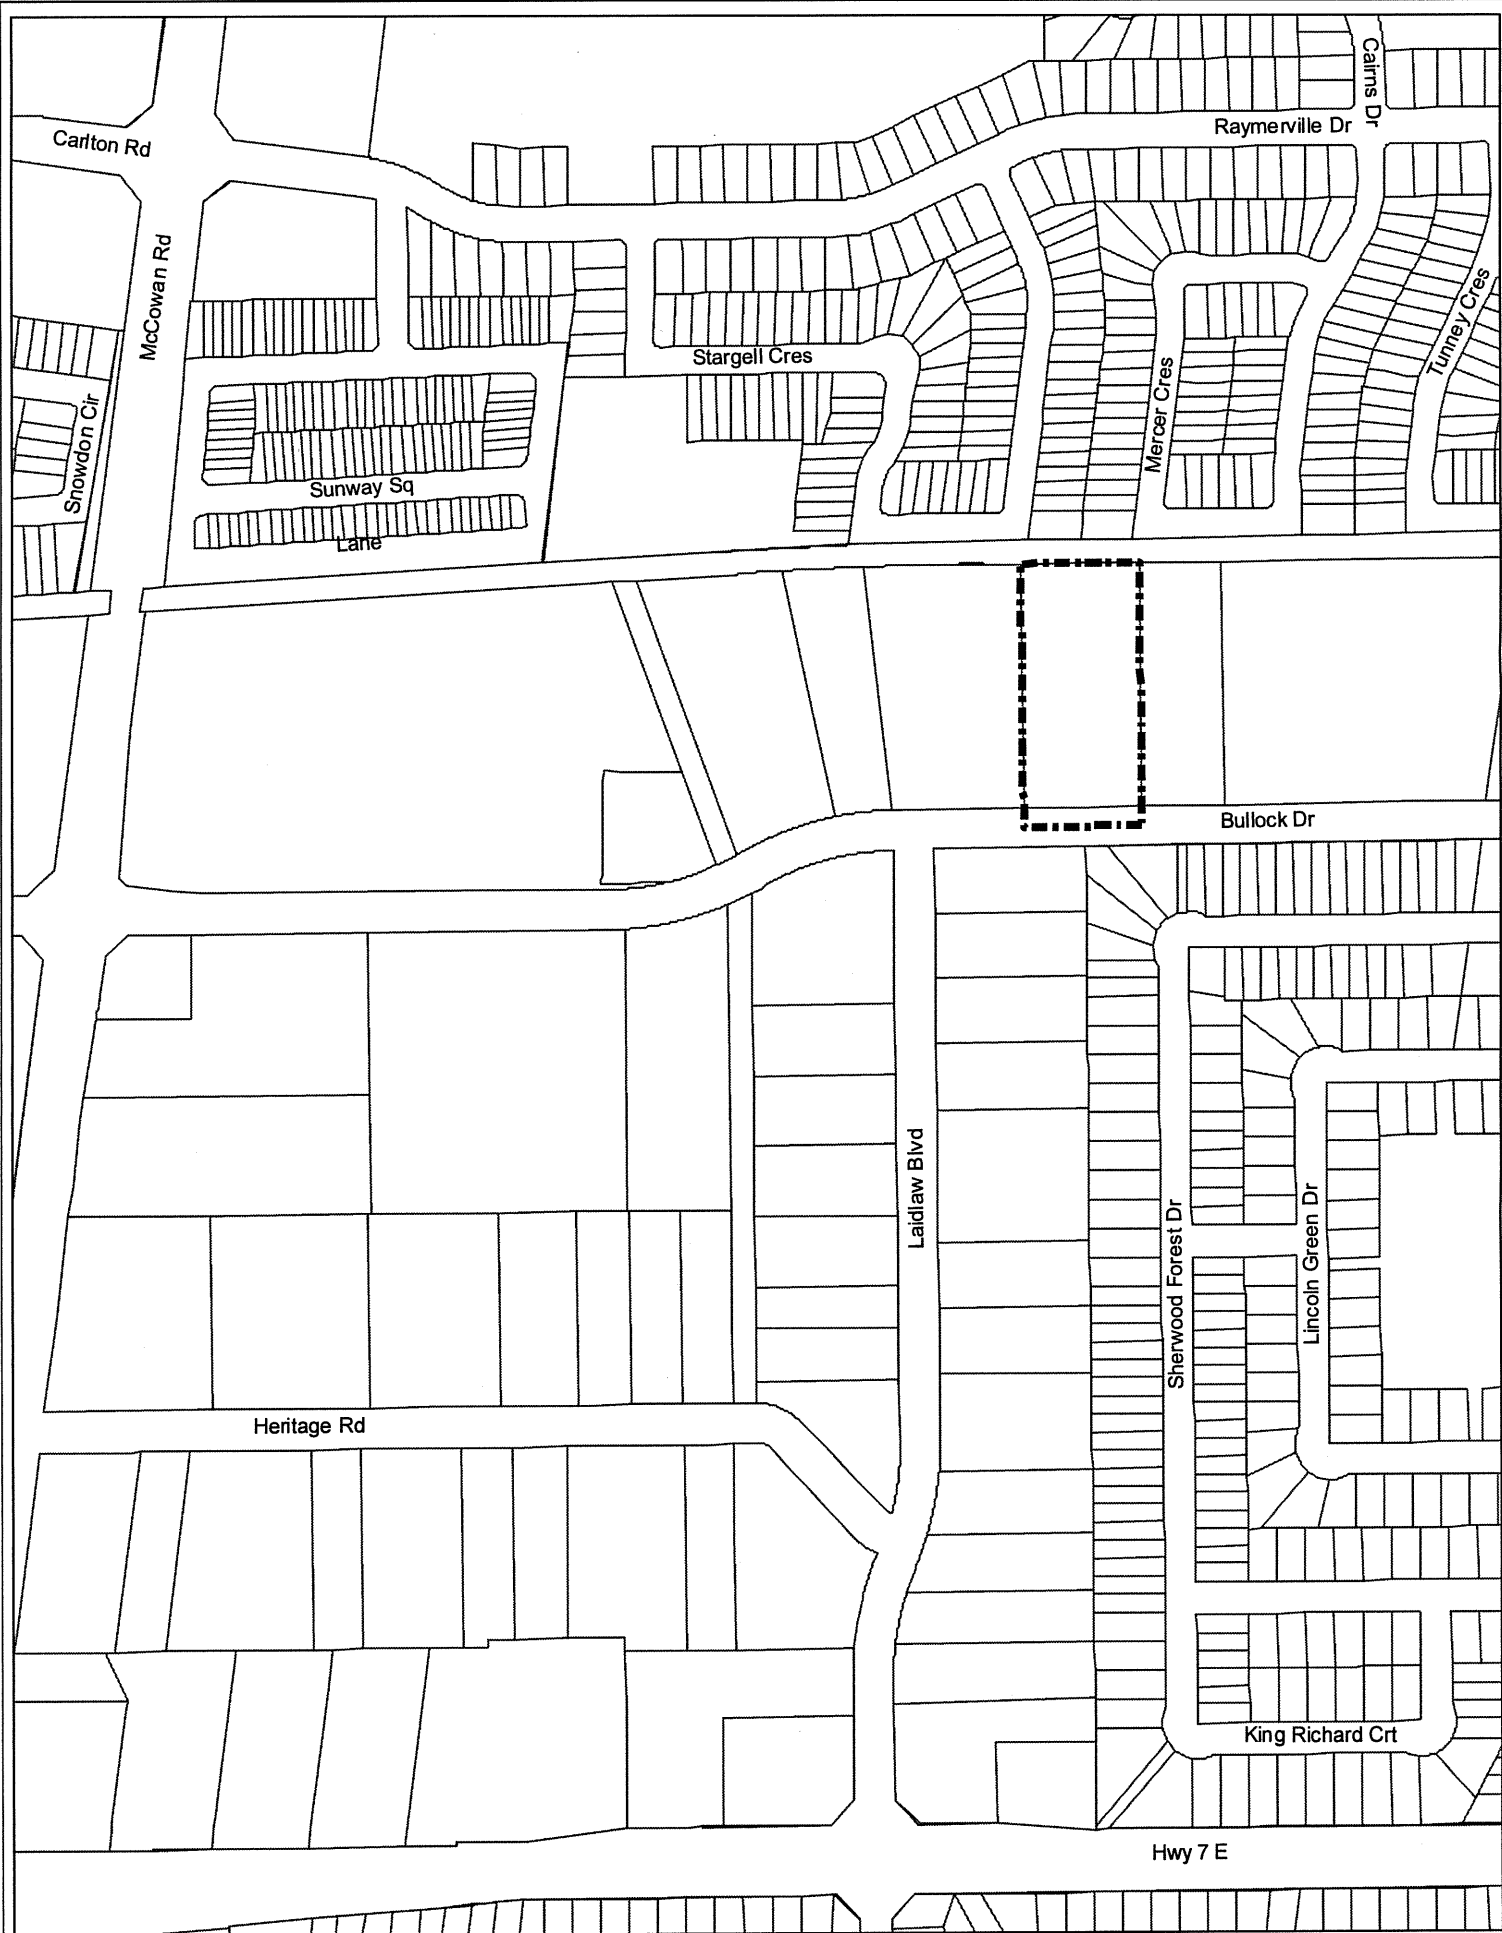 Cairns Dr
Raymerville Dr
Carlton Rd
McCowan Rd
Tunney Cres
Stargell Cres
Mercer Cres
Snowdon Cir
Sunway Sq
Lane
Bullock Dr
Laidlaw Blvd
Sherwood Forest Dr
Lincoln Green Dr
Heritage Rd
King Richard Crt
Hwy 7 E